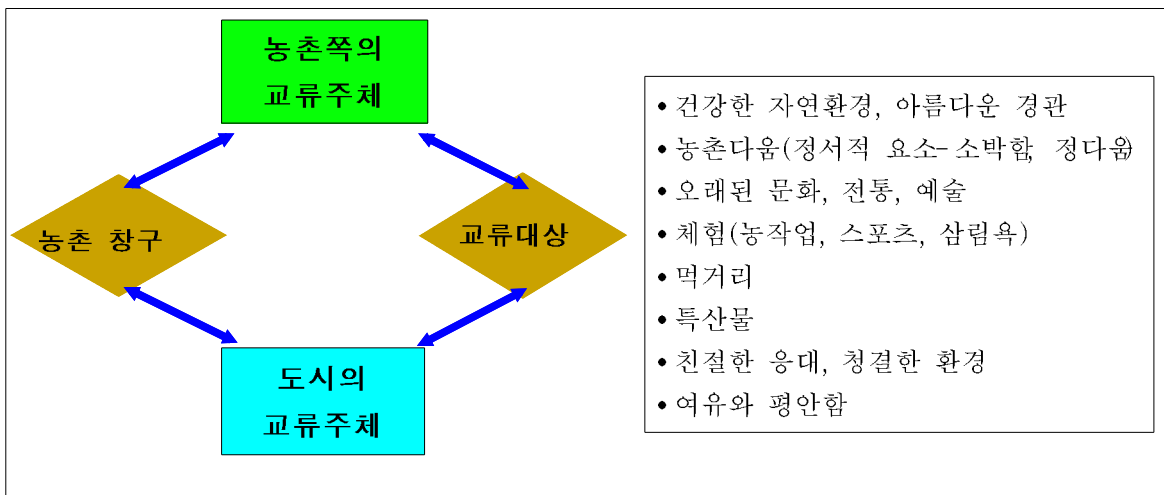 농촌쪽의
교류주체
농촌 창구
교류대상
도시의
교류주체
• 건강한 자연환경, 아름다운 경관
• 농촌다움(정서적 요소-소박함, 정다움)
• 오래된 문화, 전통, 예술
• 체험(농작업, 스포츠, 삼림욕)
• 먹거리
• 특산물
• 친절한 응대, 청결한 환경
• 여유와 평안함